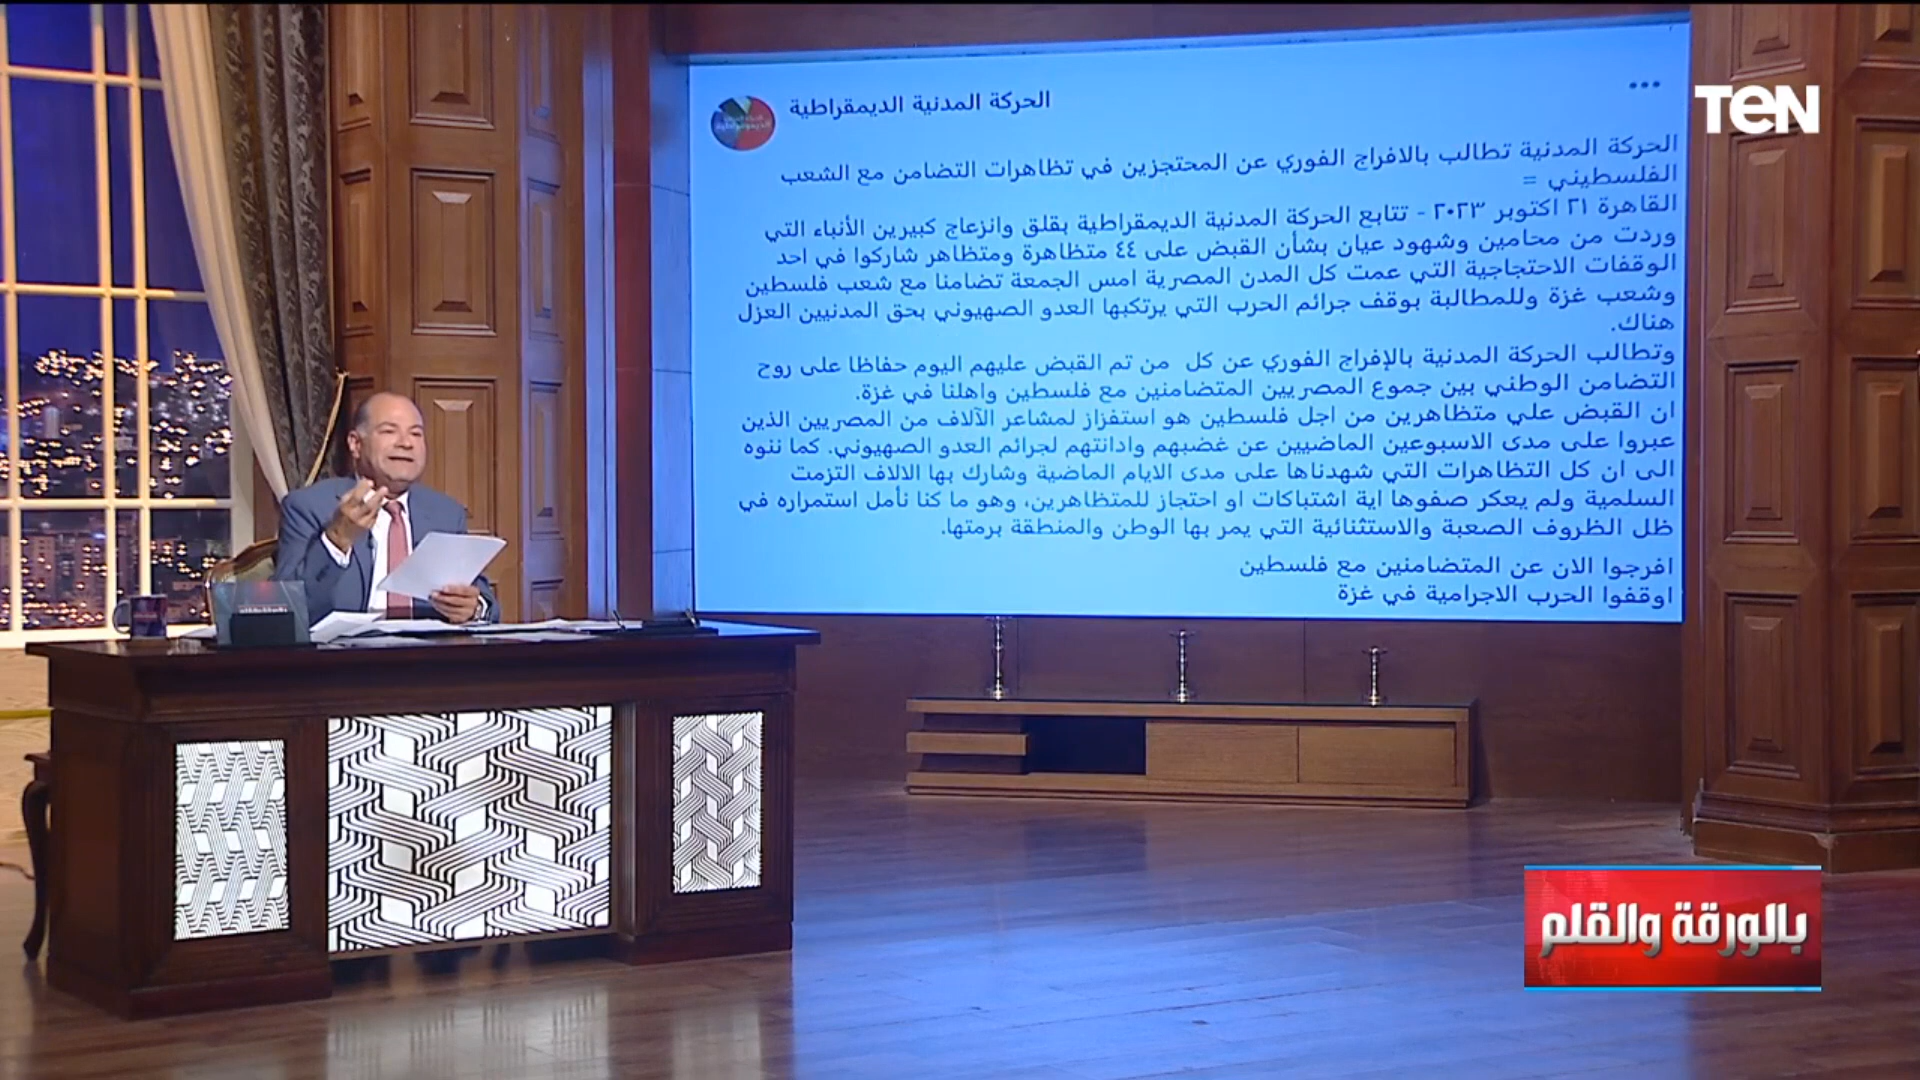 TEN
الحركة المدنية الديمقراطية
الحركة المدنية تطالب بالافراج الفوري عن المحتجزين في تظاهرات التضامن مع الشعب
الفلسطيني =
القاهرة ٢١ اكتوبر ٢٠٢٣ - تتابع الحركة المدنية الديمقراطية بقلق وانزعاج كبيرين الأنباء التي
وردت من محامين وشهود عيان بشأن القبض على ٤٤ متظاهرة ومتظاهر شاركوا في احد
الوقفات الاحتجاجية التي عمت كل المدن المصرية امس الجمعة تضامنا مع شعب فلسطين
وشعب غزة وللمطالبة بوقف جرائم الحرب التي يرتكبها العدو الصهيوني بحق المدنيين العزل
هناك.
وتطالب الحركة المدنية بالإفراج الفوري عن كل من تم القبض عليهم اليوم حفاظا على روح
التضامن الوطني بين جموع المصريين المتضامنين مع فلسطين واهلنا في غزة.
ان القبض علي متظاهرين من اجل فلسطين هو استفزاز لمشاعر الآلاف من المصريين الذين
عبروا على مدى الاسبوعين الماضيين عن غضبهم وادانتهم لجرائم العدو الصهيوني. كما ننوه
الى ان كل التظاهرات التي شهدناها على مدى الايام الماضية وشارك بها الالاف التزمت
السلمية ولم يعكر صفوها اية اشتباكات او احتجاز للمتظاهرين، وهو ما كنا نأمل استمراره في
ظل الظروف الصعبة والاستثنائية التي يمر بها الوطن والمنطقة برمتها.
افرجوا الان عن المتضامنين مع فلسطين
اوقفوا الحرب الاجرامية في غزة
بالورقة والقلم